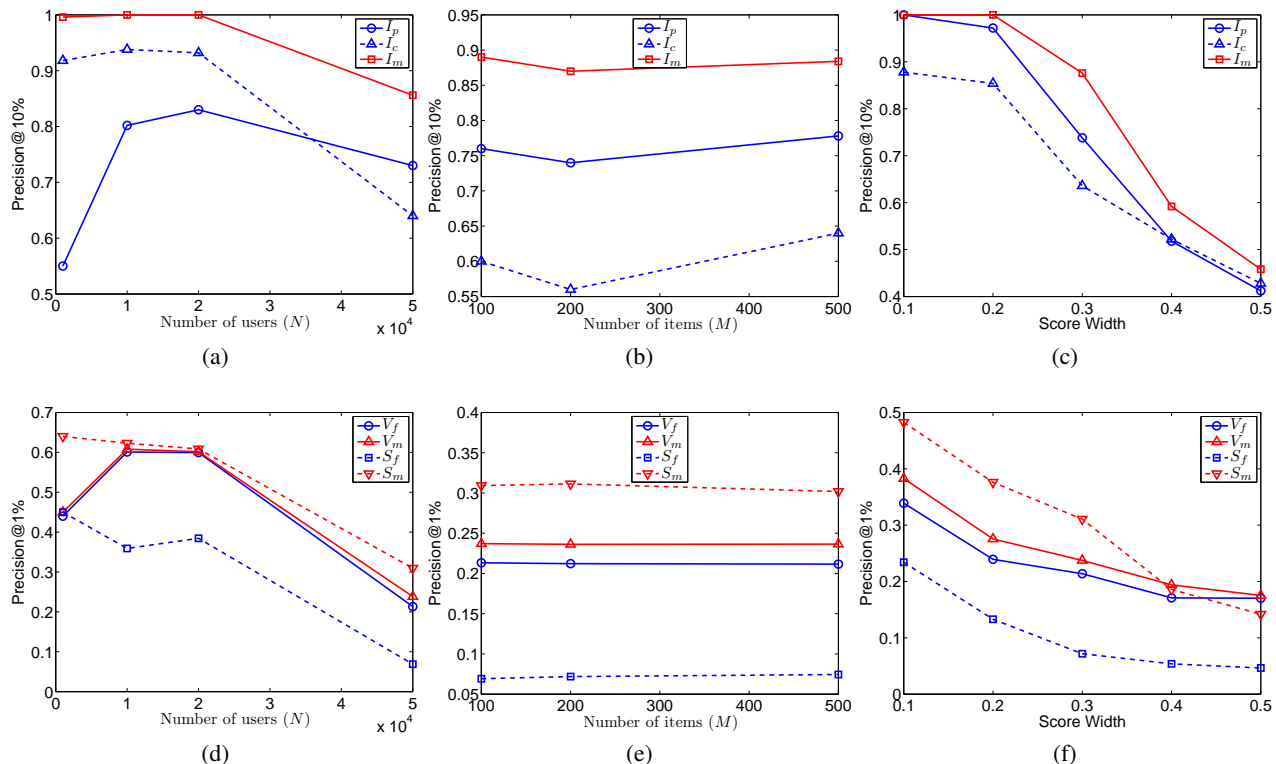 1
0.9
0.8
0.7
0.6
0.5
Precision@10%
0 1 2 3 4 5
x 10^4
Number of users (N)
I_p
I_c
I_m
(a)
0.95
0.9
0.85
0.8
0.75
0.7
0.65
0.6
0.55
Precision@10%
100 200 300 400 500
Number of items (M)
I_p
I_c
I_m
(b)
1
0.9
0.8
0.7
0.6
0.5
0.4
Precision@10%
0.1 0.2 0.3 0.4 0.5
Score Width
I_p
I_c
I_m
(c)
0.7
0.6
0.5
0.4
0.3
0.2
0.1
0
Precision@1%
0 1 2 3 4 5
x 10^4
Number of users (N)
V_f
V_m
S_f
S_m
(d)
0.4
0.35
0.3
0.25
0.2
0.15
0.1
0.05
Precision@1%
100 200 300 400 500
Number of items (M)
V_f
V_m
S_f
S_m
(e)
0.5
0.4
0.3
0.2
0.1
0
Precision@1%
0.1 0.2 0.3 0.4 0.5
Score Width
V_f
V_m
S_f
S_m
(f)